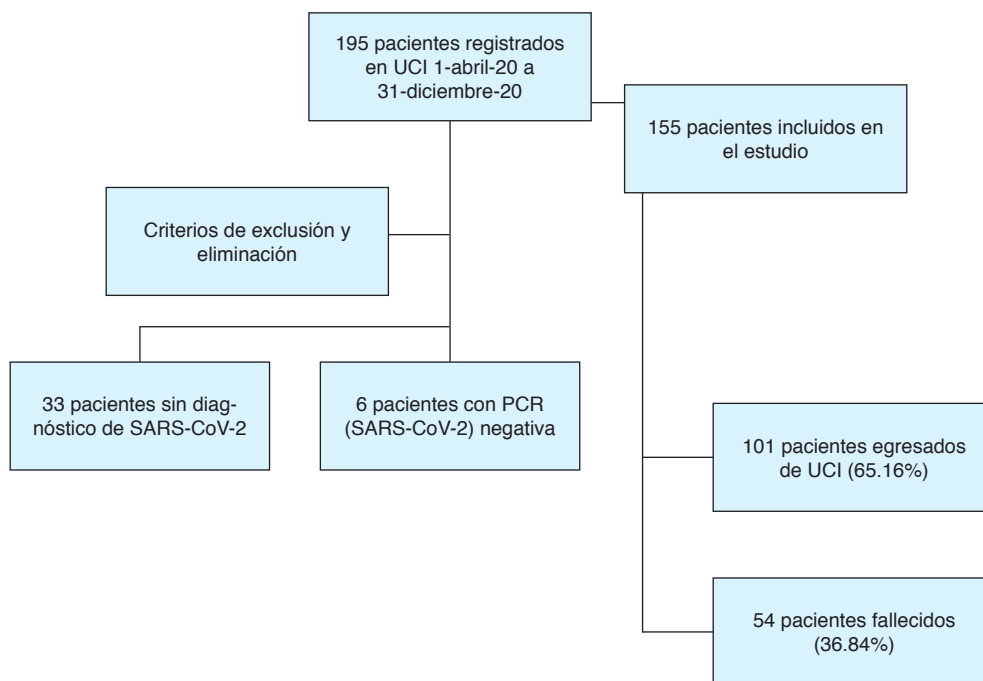 195 pacientes registrados
en UCI 1-abril-20 a
31-diciembre-20
155 pacientes incluidos en
el estudio
Criterios de exclusión y
eliminación
33 pacientes sin diag-
nóstico de SARS-CoV-2
6 pacientes con PCR
(SARS-CoV-2) negativa
101 pacientes egresados
de UCI (65.16%)
54 pacientes fallecidos
(36.84%)